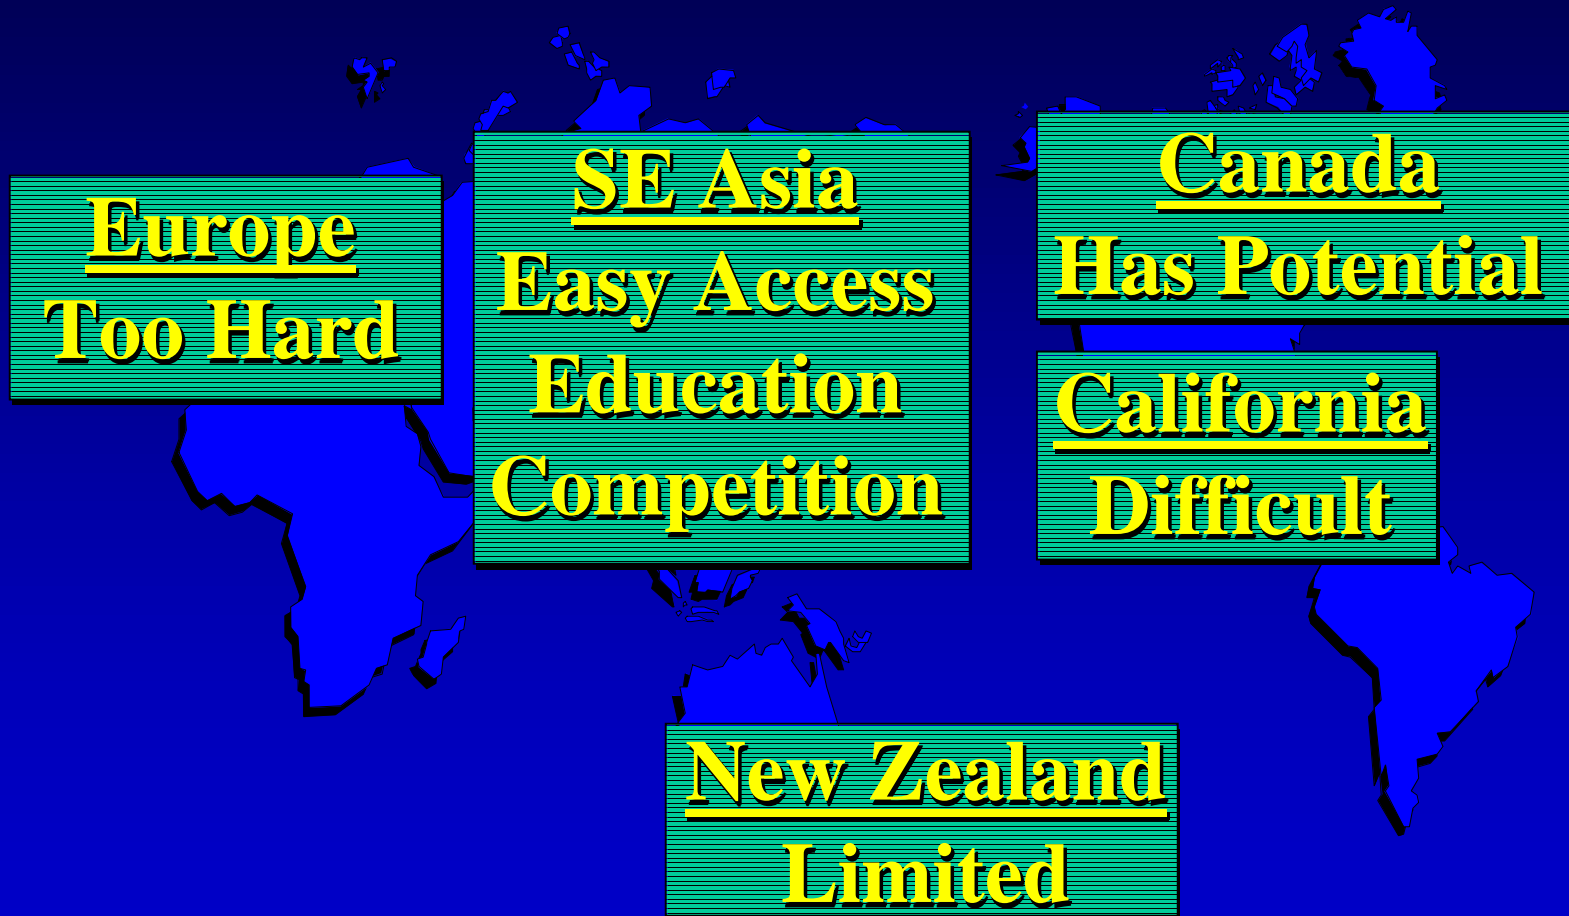 Europe
Too Hard
SE Asia
Easy Access
Education
Competition
Canada
Has Potential
California
Difficult
New Zealand
Limited